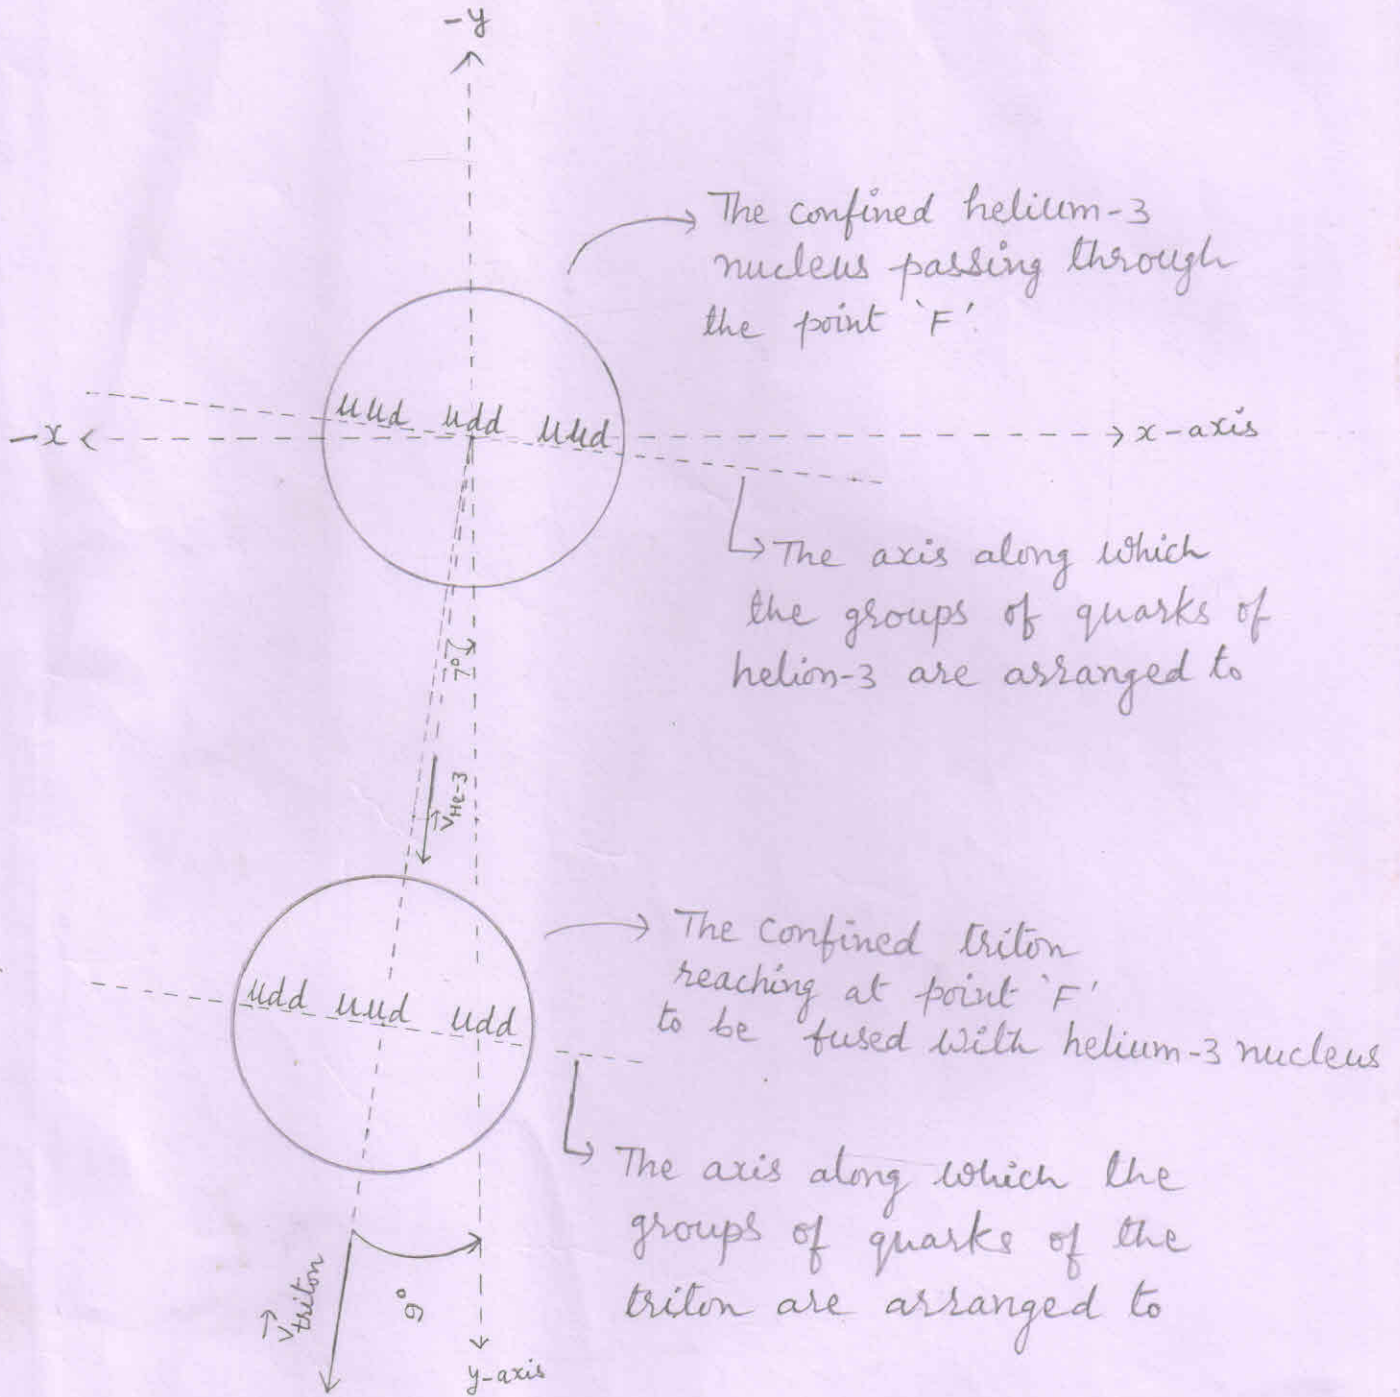 -y
The confined helium-3
nucleus passing through
the point 'F'.
uud udd uud
-x
x-axis
The axis along which
the groups of quarks of
helion-3 are arranged to
7°
V He-3
The confined triton
reaching at point 'F'
to be fused with helium-3 nucleus
udd uud udd
The axis along which the
groups of quarks of the
triton are arranged to
V triton
9°
y-axis